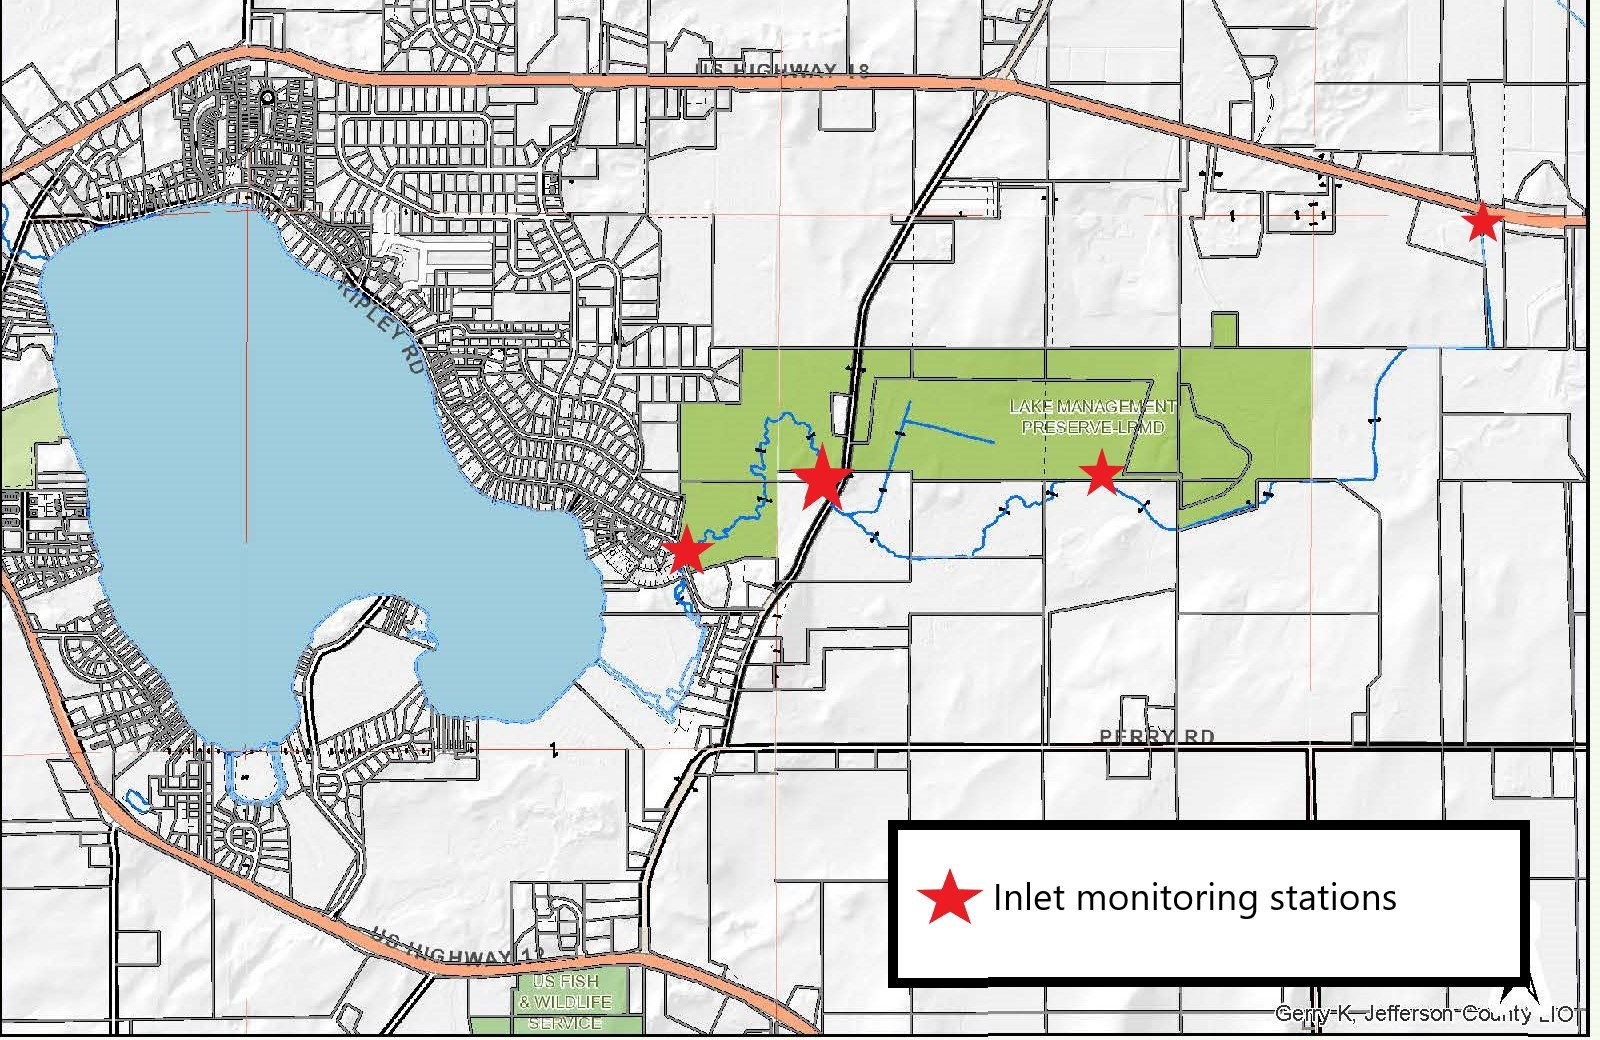 US HIGHWAY 18
RIPLEY RD
LAKE MANAGEMENT
PRESERVE-LRMD
PERRY RD
Inlet monitoring stations
US HIGHWAY 12
US FISH
& WILDLIFE
SERVICE
Gerry K, Jefferson County LIO